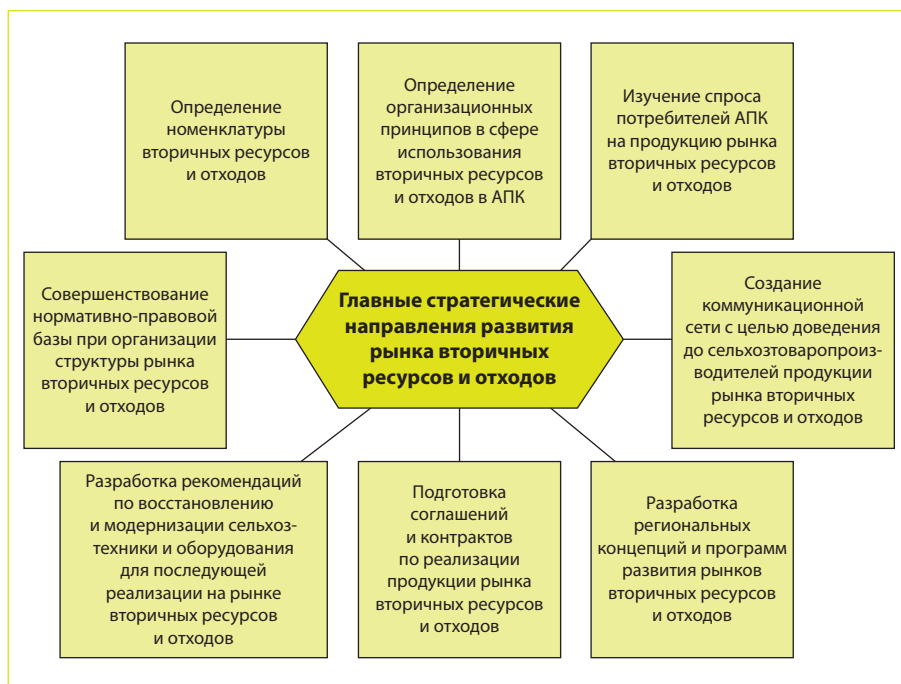 Определение
номенклатуры
вторичных ресурсов
и отходов
Определение
организационных
принципов в сфере
использования
вторичных ресурсов
и отходов в АПК
Изучение спроса
потребителей АПК
на продукцию рынка
вторичных ресурсов
и отходов
Совершенствование
нормативно-правовой
базы при организации
структуры рынка
вторичных ресурсов
и отходов
Главные стратегические
направления развития
рынка вторичных
ресурсов и отходов
Создание
коммуникационной
сети с целью доведения
до сельхозтоваропроиз-
водителей продукции
рынка вторичных
ресурсов и отходов
Разработка рекомендаций
по восстановлению
и модернизации сельхоз-
техники и оборудования
для последующей
реализации на рынке
вторичных ресурсов
и отходов
Подготовка
соглашений
и контрактов
по реализации
продукции рынка
вторичных ресурсов
и отходов
Разработка
региональных
концепций и программ
развития рынков
вторичных ресурсов
и отходов